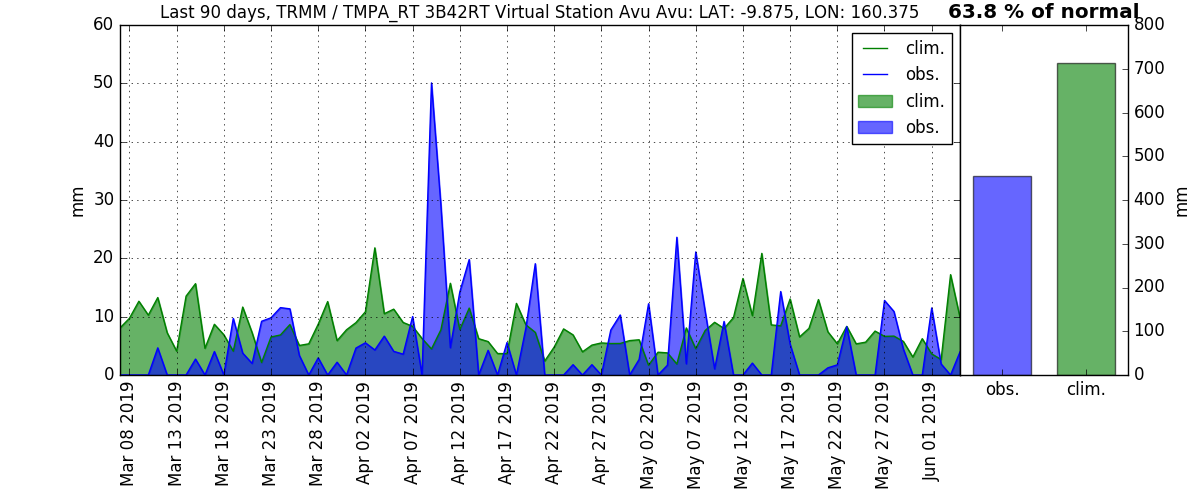 Last 90 days, TRMM / TMPA_RT 3B42RT Virtual Station Avu Avu: LAT: -9.875, LON: 160.375
63.8 % of normal
60
50
40
30
20
10
0
mm
clim.
obs.
clim.
obs.
800
700
600
500
400
300
200
100
0
mm
Mar 08 2019
Mar 13 2019
Mar 18 2019
Mar 23 2019
Mar 28 2019
Apr 02 2019
Apr 07 2019
Apr 12 2019
Apr 17 2019
Apr 22 2019
Apr 27 2019
May 02 2019
May 07 2019
May 12 2019
May 17 2019
May 22 2019
May 27 2019
Jun 01 2019
obs.
clim.